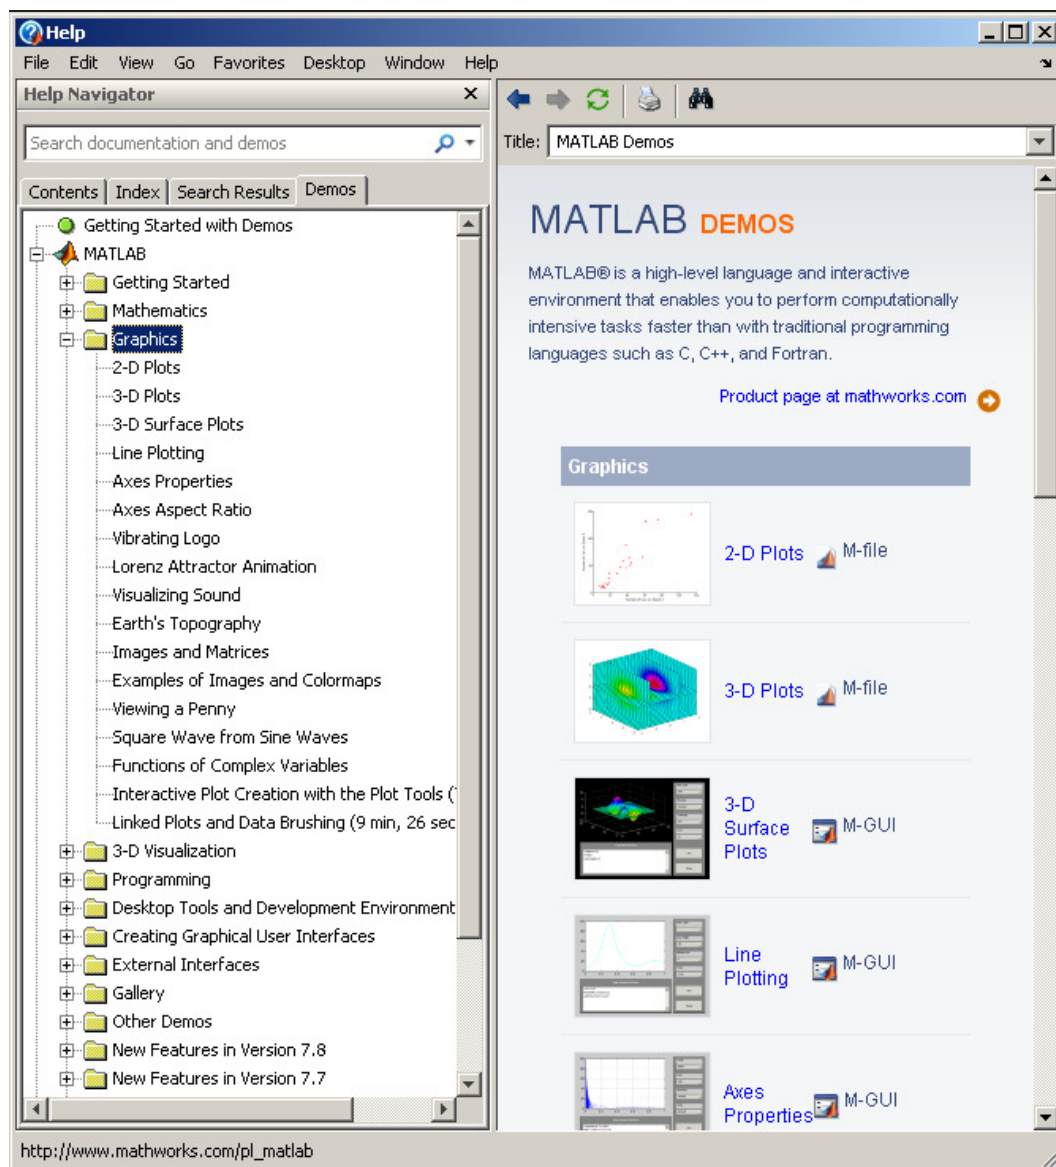 Help
File Edit View Go Favorites Desktop Window Help
Help Navigator
Search documentation and demos
Contents Index Search Results Demos
Getting Started with Demos
MATLAB
Getting Started
Mathematics
Graphics
2-D Plots
3-D Plots
3-D Surface Plots
Line Plotting
Axes Properties
Axes Aspect Ratio
Vibrating Logo
Lorenz Attractor Animation
Visualizing Sound
Earth's Topography
Images and Matrices
Examples of Images and Colormaps
Viewing a Penny
Square Wave from Sine Waves
Functions of Complex Variables
Interactive Plot Creation with the Plot Tools (
Linked Plots and Data Brushing (9 min, 26 sec
3-D Visualization
Programming
Desktop Tools and Development Environment
Creating Graphical User Interfaces
External Interfaces
Gallery
Other Demos
New Features in Version 7.8
New Features in Version 7.7
Title: MATLAB Demos
MATLAB DEMOS
MATLAB® is a high-level language and interactive
environment that enables you to perform computationally
intensive tasks faster than with traditional programming
languages such as C, C++, and Fortran.
Product page at mathworks.com
Graphics
2-D Plots M-file
3-D Plots M-file
3-D
Surface
Plots
M-GUI
Line
Plotting
M-GUI
Axes
Properties
M-GUI
http://www.mathworks.com/pl_matlab